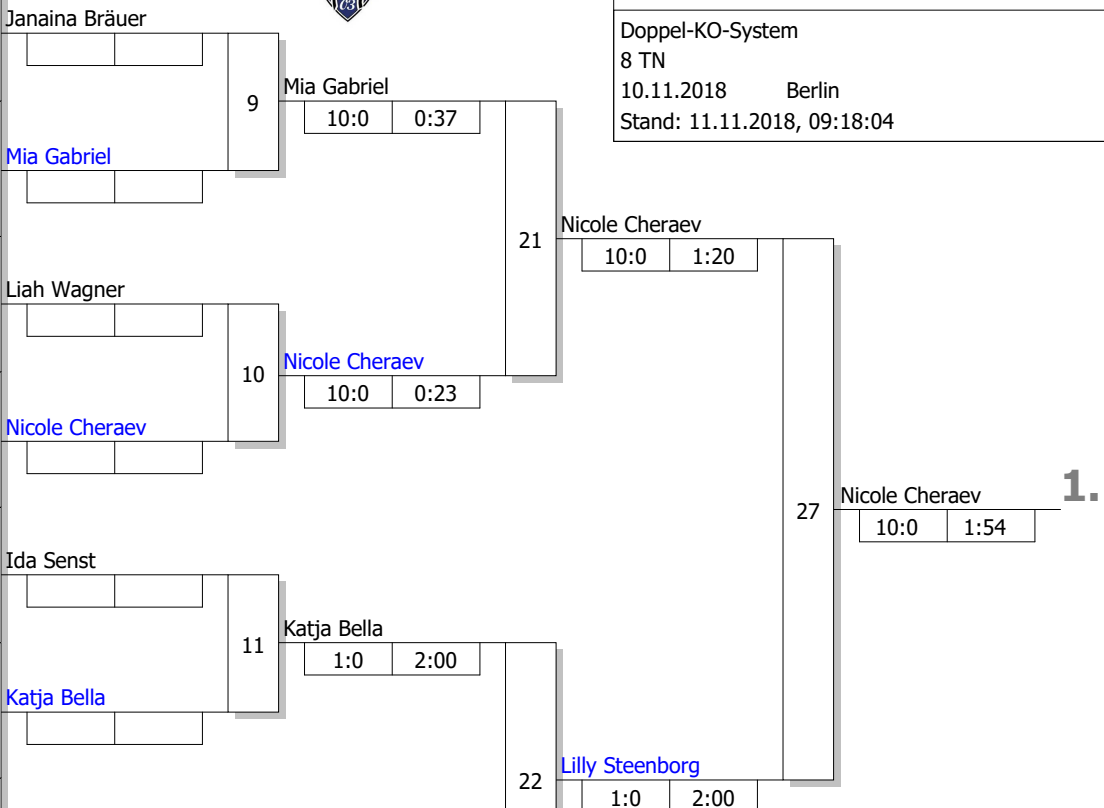 Doppel-KO-System
8 TN
10.11.2018 Berlin
Stand: 11.11.2018, 09:18:04
Janaina Bräuer
9
Mia Gabriel
10:0 0:37
Mia Gabriel
21
Nicole Cheraev
10:0 1:20
Liah Wagner
10
Nicole Cheraev
10:0 0:23
Nicole Cheraev
27
Nicole Cheraev
10:0 1:54
1.
Ida Senst
11
Katja Bella
1:0 2:00
Katja Bella
22
Lilly Steenborg
1:0 2:00